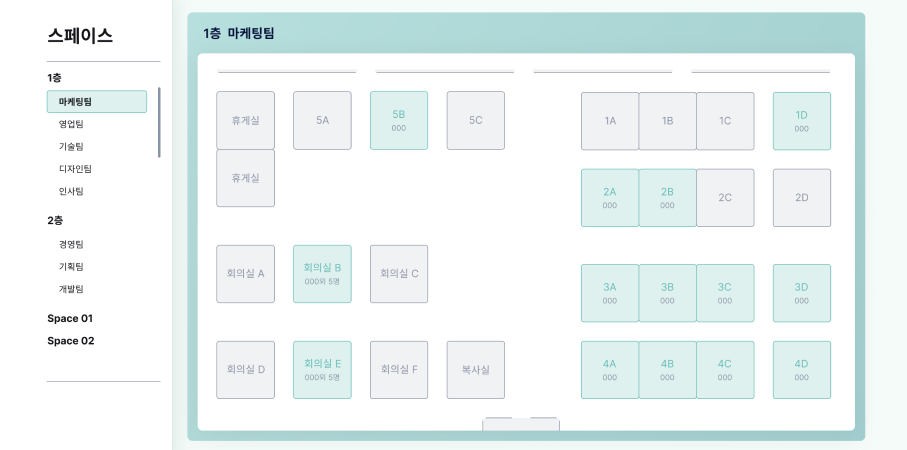 스페이스
1층
마케팅팀
영업팀
기술팀
디자인팀
인사팀
2층
경영팀
기획팀
개발팀
Space 01
Space 02
1층 마케팅팀
휴게실
5A
5B
000
5C
1A
1B
1C
1D
000
휴게실
2A
000
2B
000
2C
2D
회의실 A
회의실 B
000외 5명
회의실 C
3A
000
3B
000
3C
000
3D
000
회의실 D
회의실 E
000외 5명
회의실 F
복사실
4A
000
4B
000
4C
000
4D
000